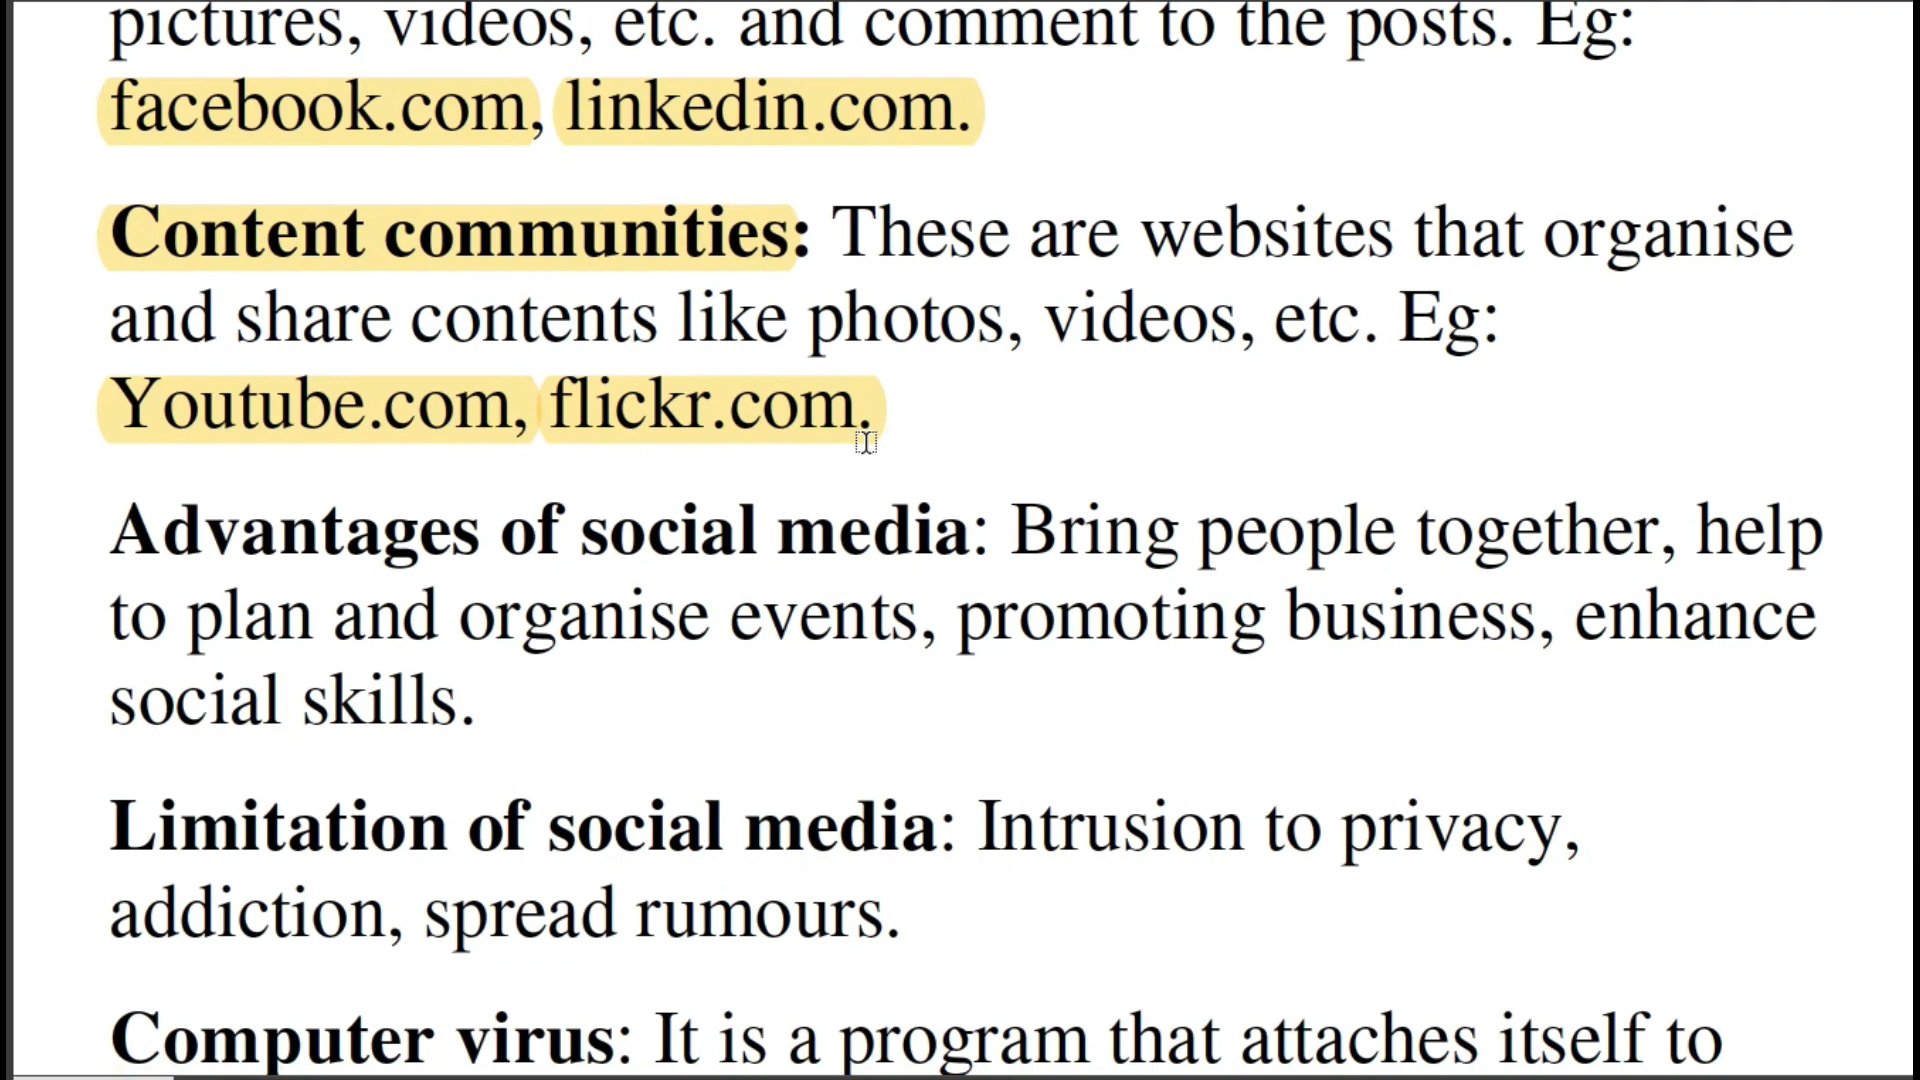 pictures, videos, etc. and comment to the posts. Eg:
facebook.com, linkedin.com.
Content communities: These are websites that organise
and share contents like photos, videos, etc. Eg:
Youtube.com, flickr.com.
Advantages of social media: Bring people together, help
to plan and organise events, promoting business, enhance
social skills.
Limitation of social media: Intrusion to privacy,
addiction, spread rumours.
Computer virus: It is a program that attaches itself to